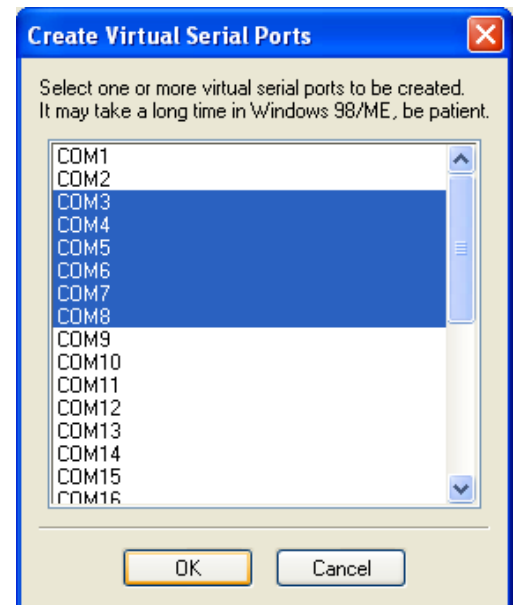 Create Virtual Serial Ports
Select one or more virtual serial ports to be created.
It may take a long time in Windows 98/ME, be patient.
COM1
COM2
COM3
COM4
COM5
COM6
COM7
COM8
COM9
COM10
COM11
COM12
COM13
COM14
COM15
COM16
OK
Cancel